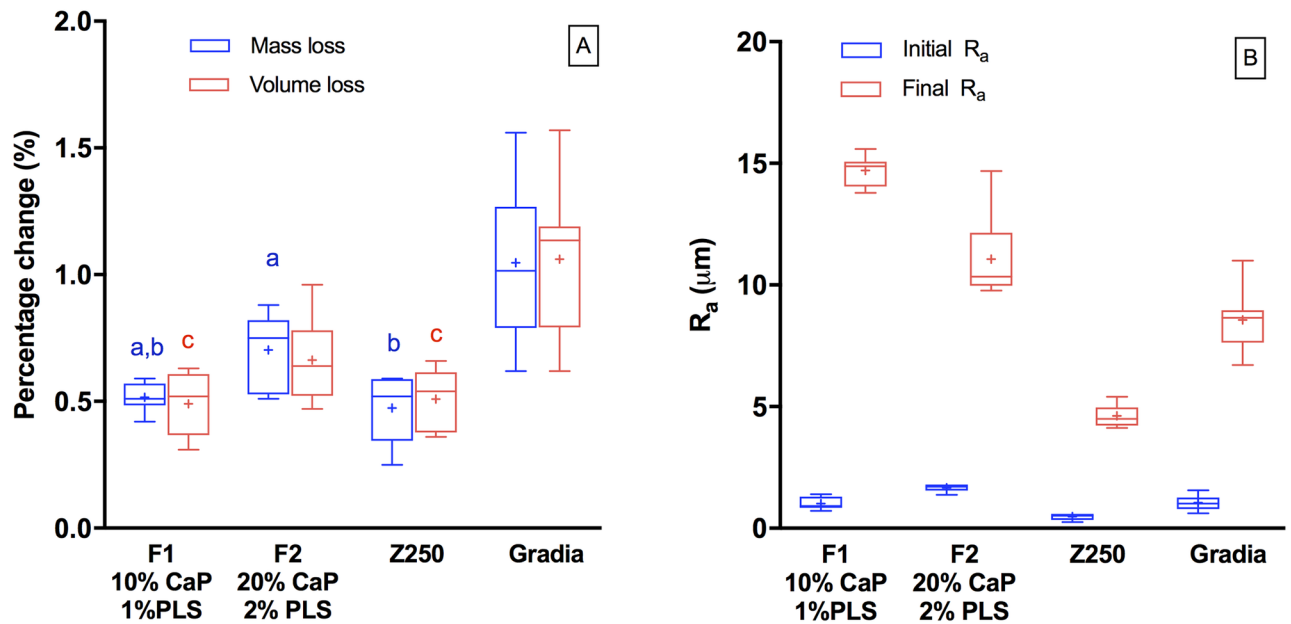 A
Mass loss
Volume loss
Percentage change (%)
2.0
1.5
1.0
0.5
0.0
a,b
c
a
b
c
F1
10% CaP
1%PLS
F2
20% CaP
2% PLS
Z250
Gradia
B
Initial Ra
Final Ra
Ra (μm)
20
15
10
5
0
F1
10% CaP
1%PLS
F2
20% CaP
2% PLS
Z250
Gradia